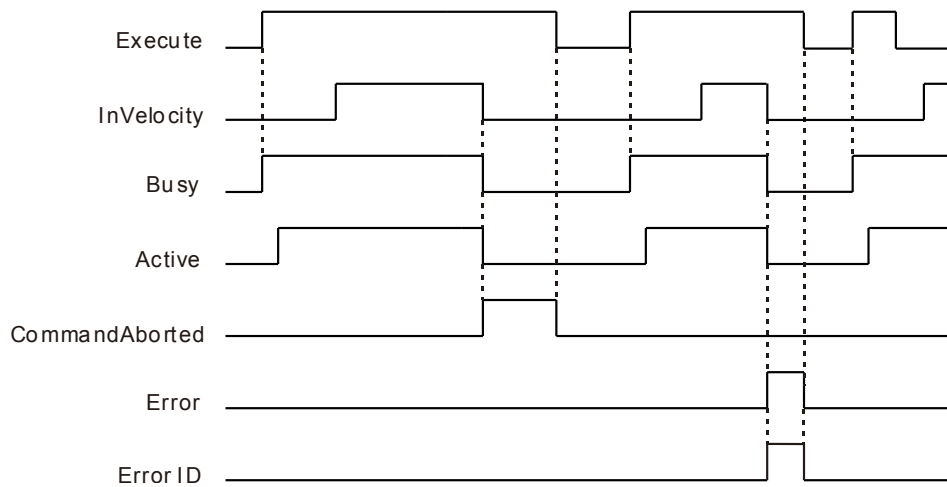 Execute
InVelocity
Busy
Active
CommandAborted
Error
Error ID